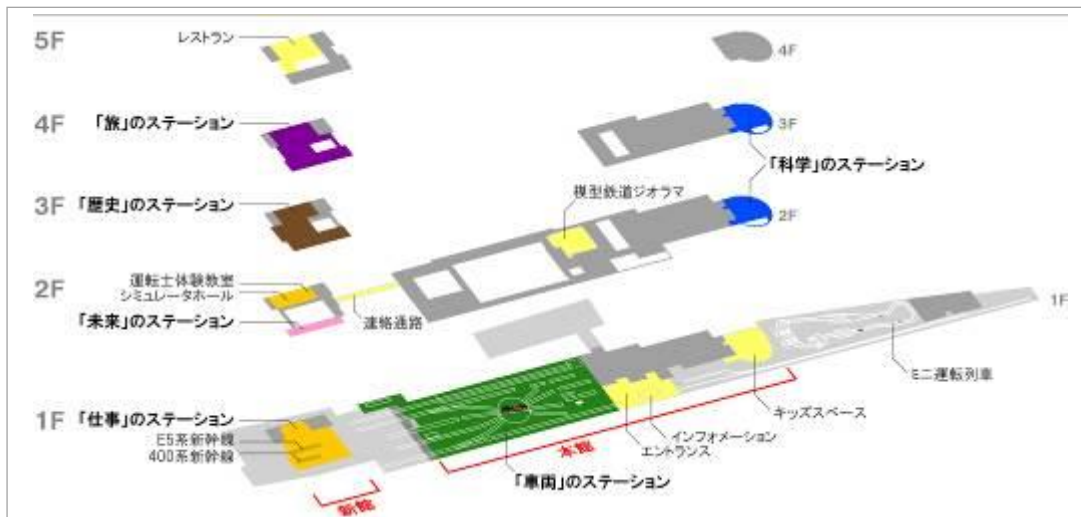 5F
レストラン
4F
4F
「旅」のステーション
3F
「科学」のステーション
3F
「歴史」のステーション
模型鉄道ジオラマ
2F
2F
運転士体験教室
シミュレータホール
「未来」のステーション
連絡通路
1F
ミニ運転列車
1F
「仕事」のステーション
E5系新幹線
400系新幹線
キッズスペース
インフォメーション
エントランス
本館
「車両」のステーション
新館